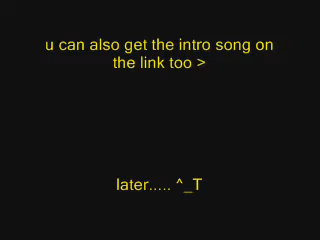 u can also get the intro song on
the link too >
later..... ^_T